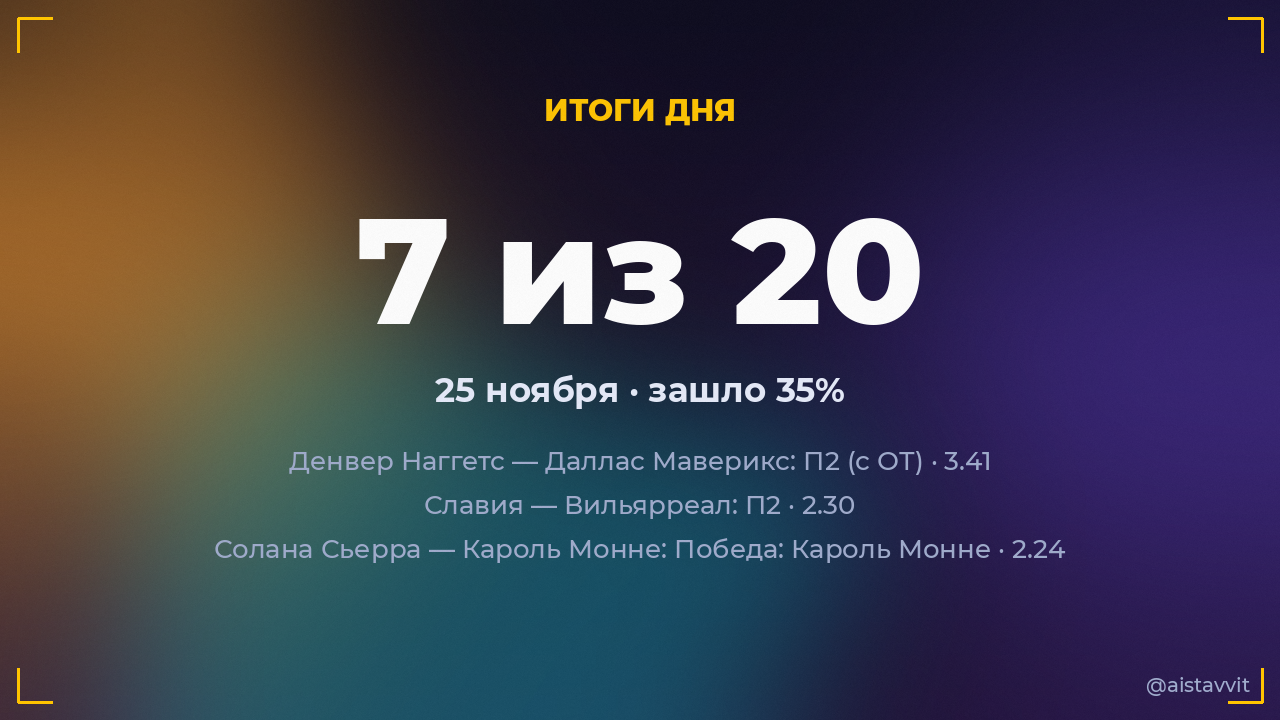 ИТОГИ ДНЯ
7 из 20
25 ноября · зашло 35%
Денвер Наггетс — Даллас Маверикс: П2 (с ОТ) · 3.41
Славия — Вильярреал: П2 · 2.30
Солана Сьерра — Кароль Монне: Победа: Кароль Монне · 2.24
@aistavvit